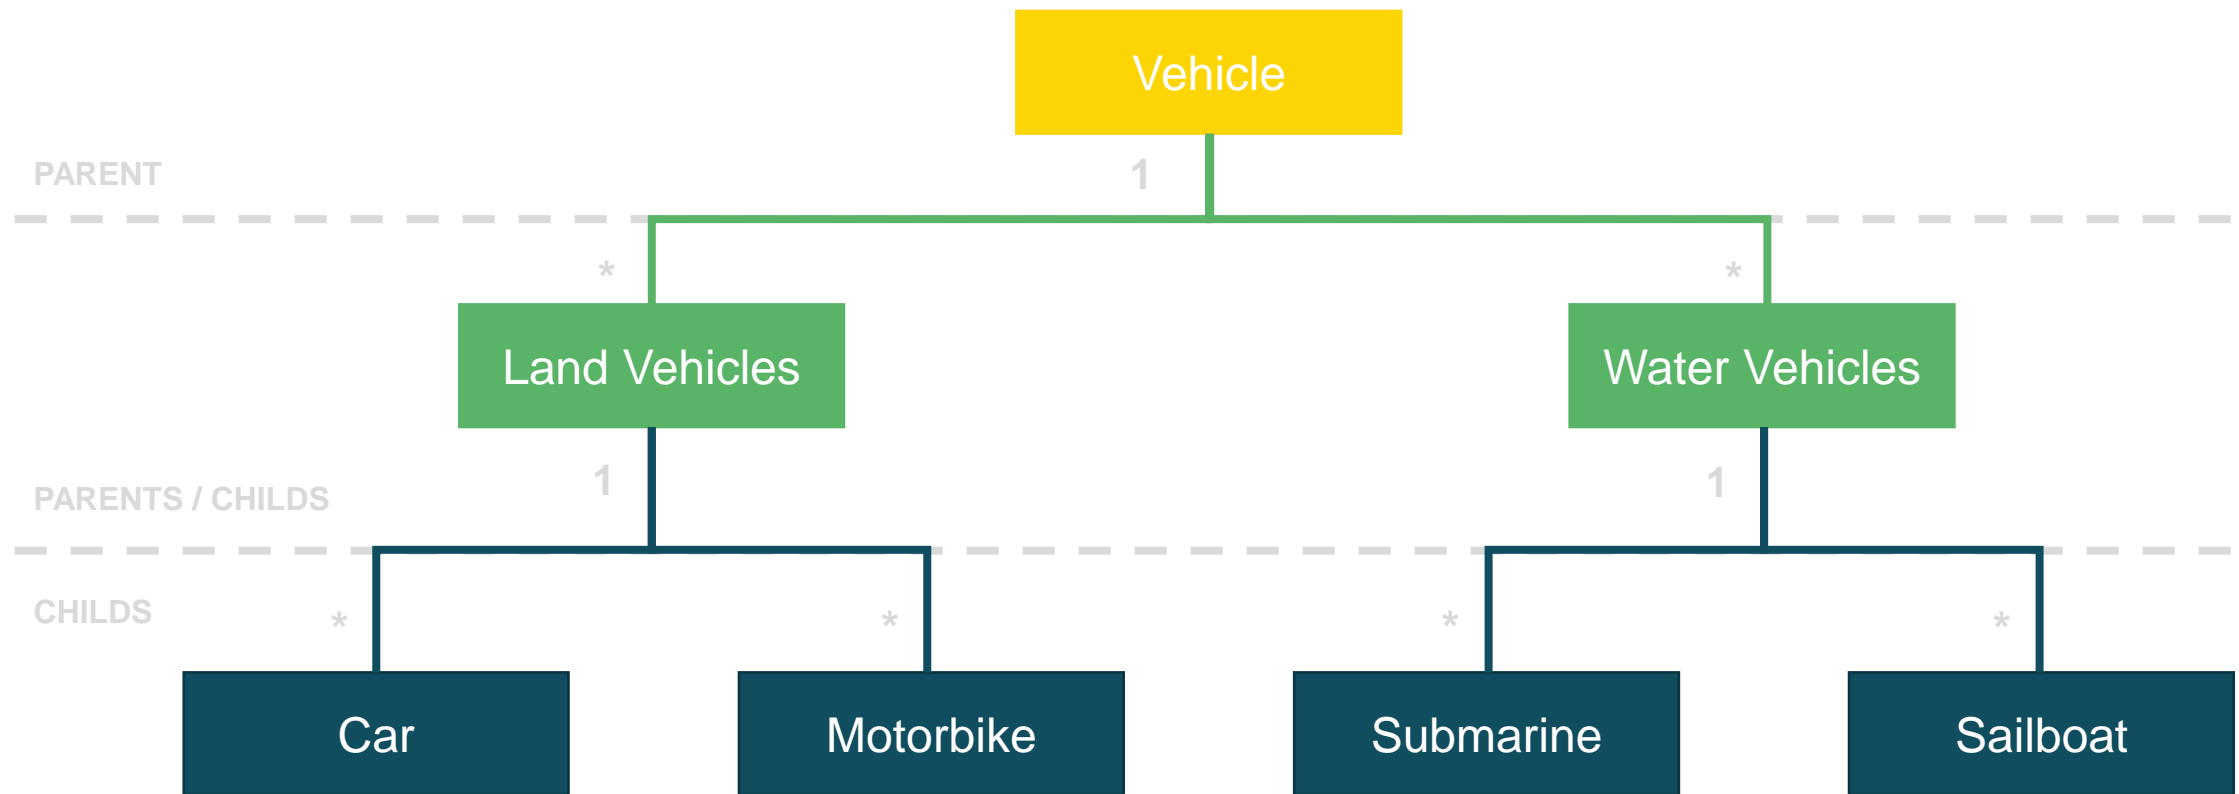 Vehicle
PARENT
1
*
*
Land Vehicles
Water Vehicles
1
1
PARENTS / CHILDS
CHILDS
*
*
*
*
Car
Motorbike
Submarine
Sailboat